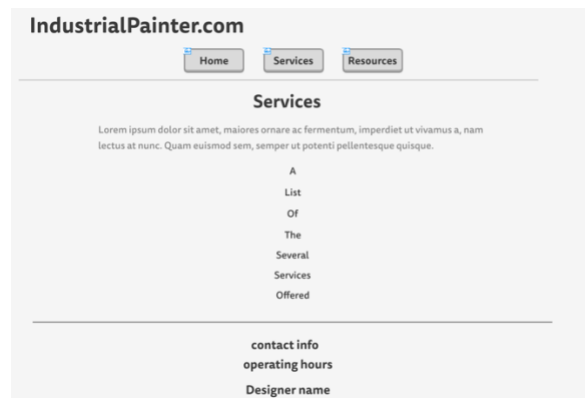 IndustrialPainter.com
Home Services Resources
Services
Lorem ipsum dolor sit amet, maiores ornare ac fermentum, imperdiet ut vivamus a, nam
lectus at nunc. Quam euismod sem, semper ut potenti pellentesque quisque.
A
List
Of
The
Several
Services
Offered
contact info
operating hours
Designer name